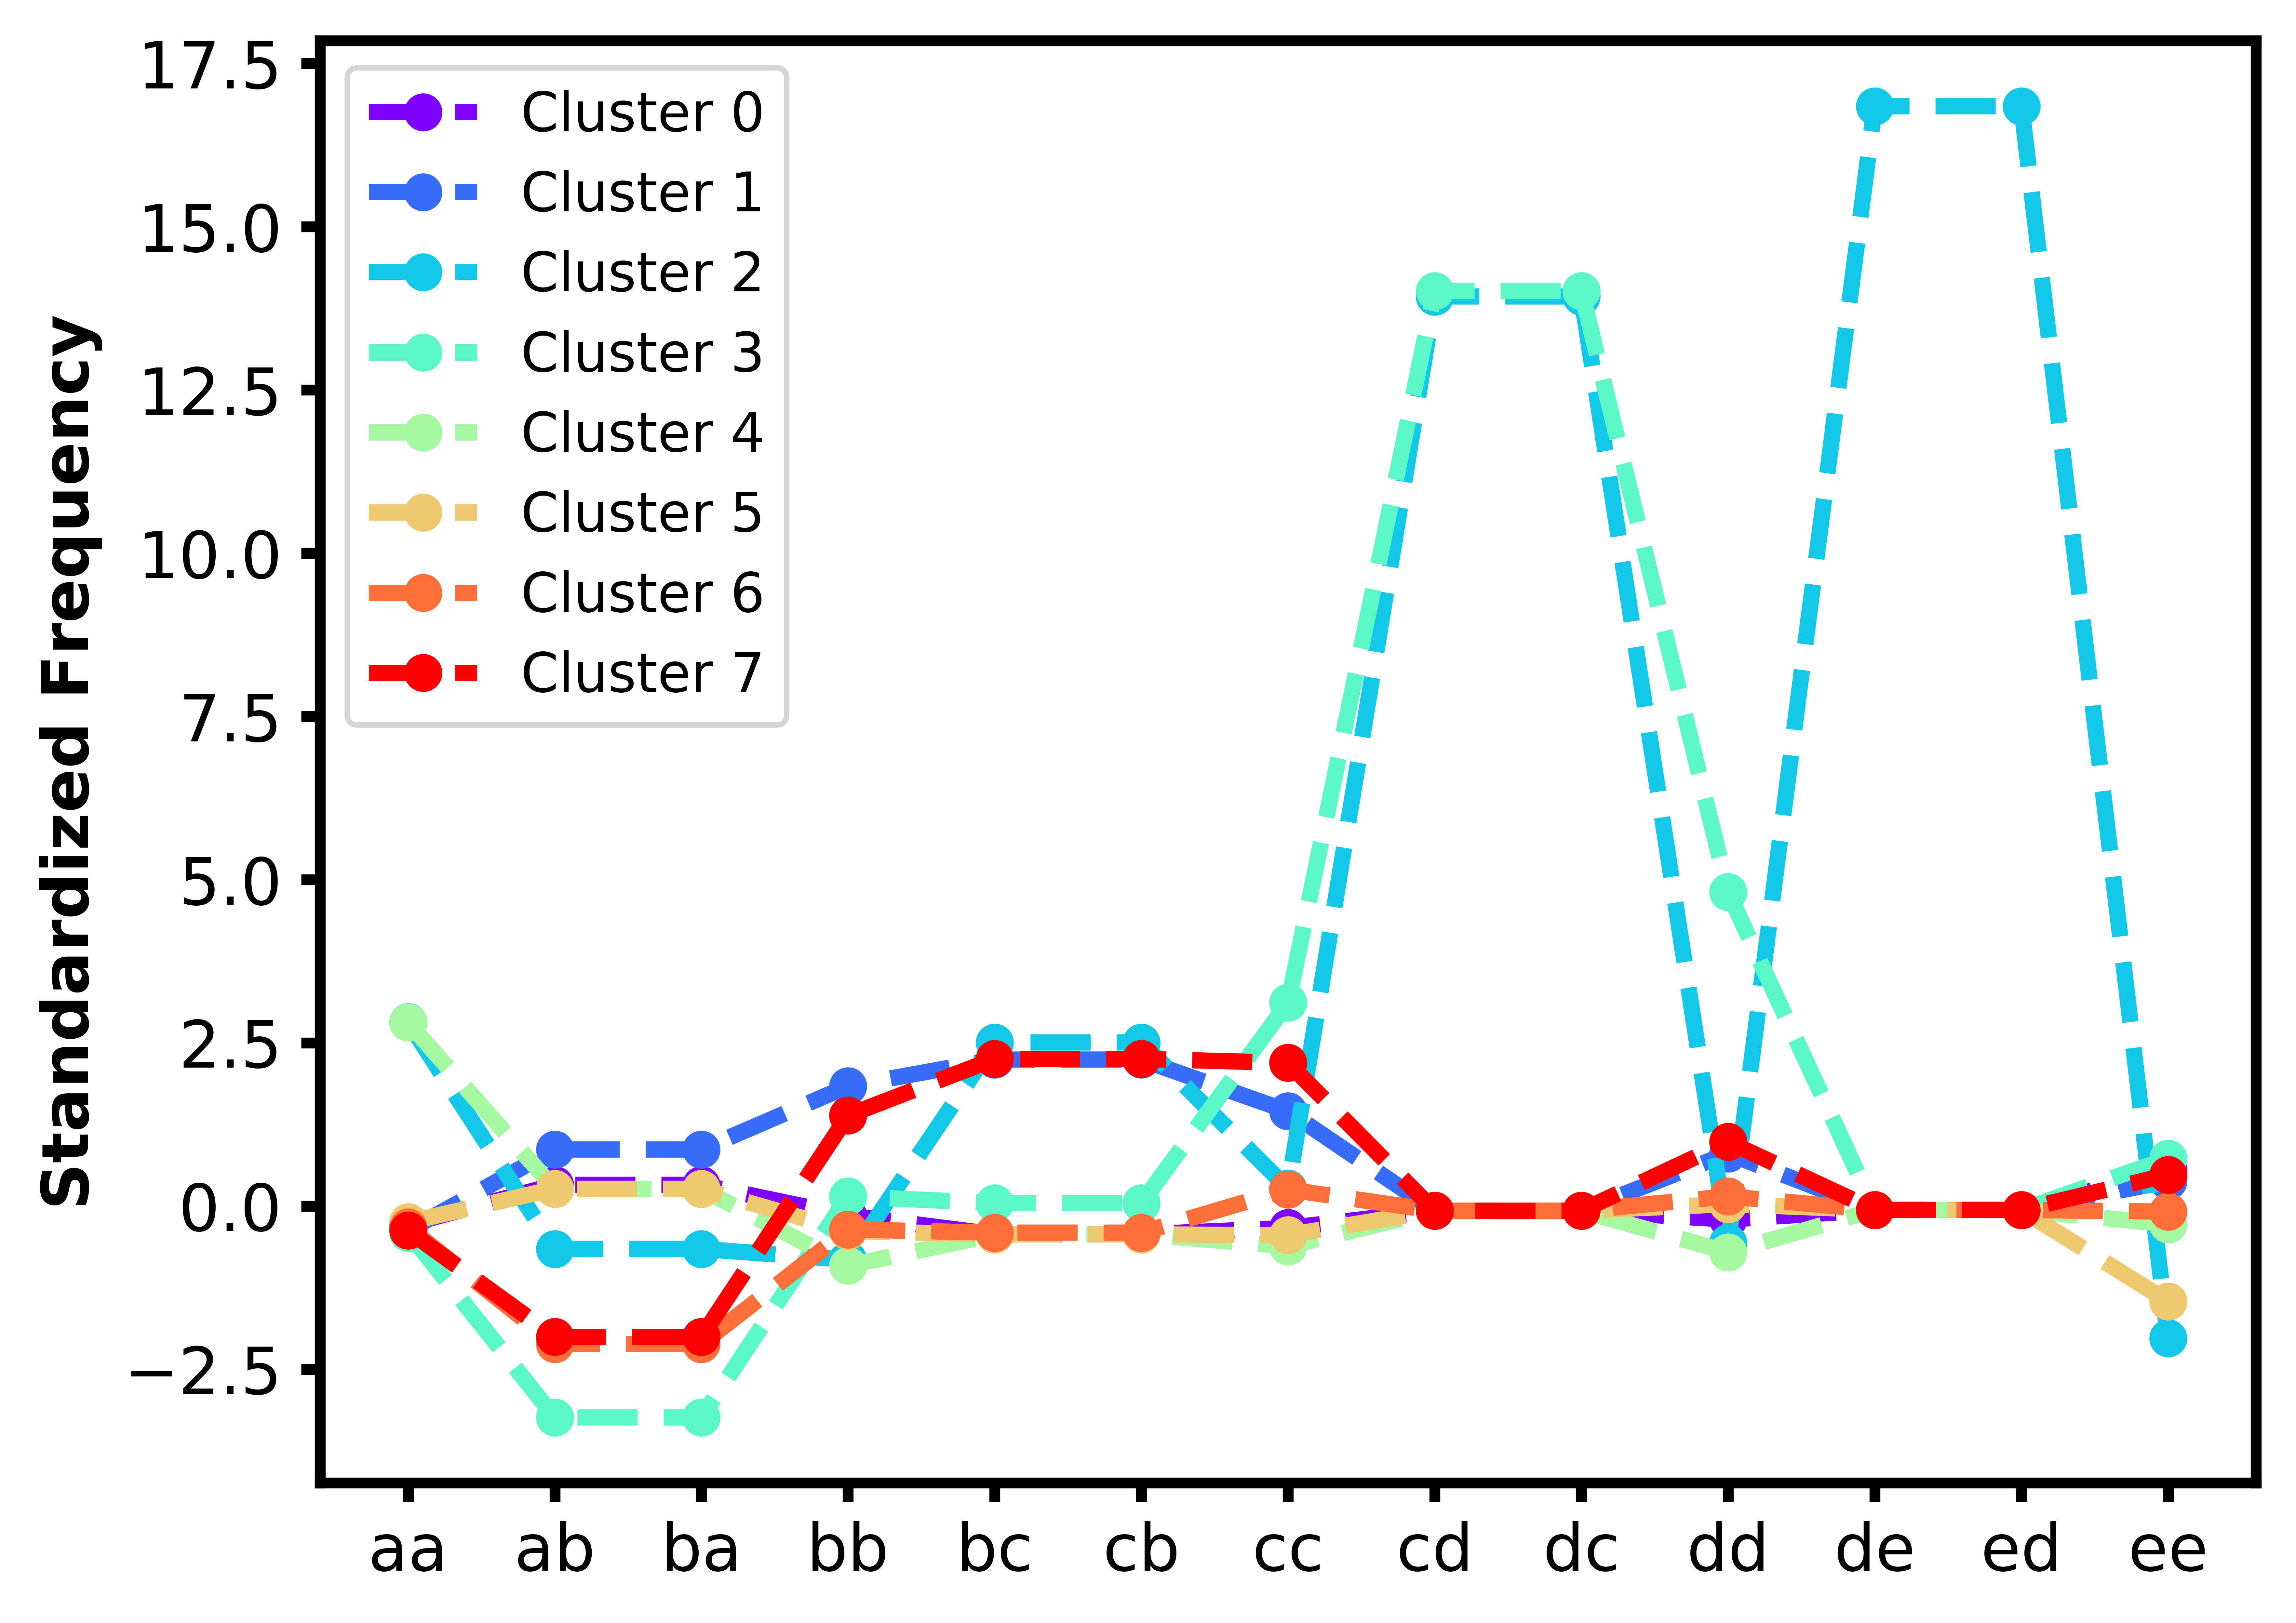 Standardized Frequency
17.5
15.0
12.5
10.0
7.5
5.0
2.5
0.0
−2.5
Cluster 0
Cluster 1
Cluster 2
Cluster 3
Cluster 4
Cluster 5
Cluster 6
Cluster 7
aa ab ba bb bc cb cc cd dc dd de ed ee